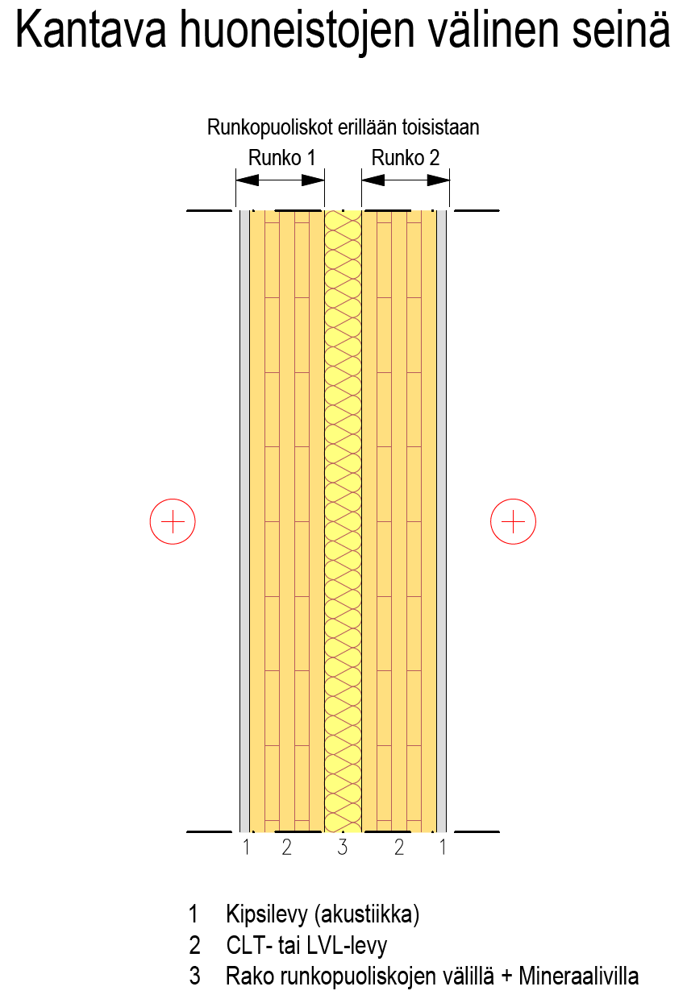 Kantava huoneistojen välinen seinä
Runkopuoliskot erillään toisistaan
Runko 1 Runko 2
1 2 3 2 1
1 Kipsilevy (akustiikka)
2 CLT- tai LVL-levy
3 Rako runkopuoliskojen välillä + Mineraalivilla